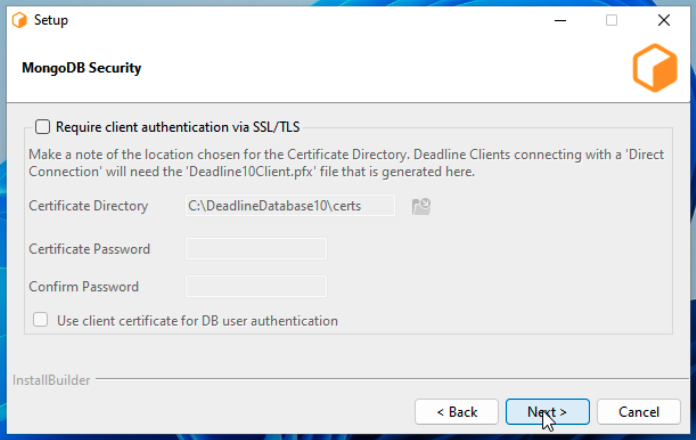 Setup
MongoDB Security
Require client authentication via SSL/TLS
Make a note of the location chosen for the Certificate Directory. Deadline Clients connecting with a 'Direct
Connection' will need the 'Deadline10Client.pfx' file that is generated here.
Certificate Directory C:\DeadlineDatabase10\certs
Certificate Password
Confirm Password
Use client certificate for DB user authentication
InstallBuilder
< Back Next > Cancel